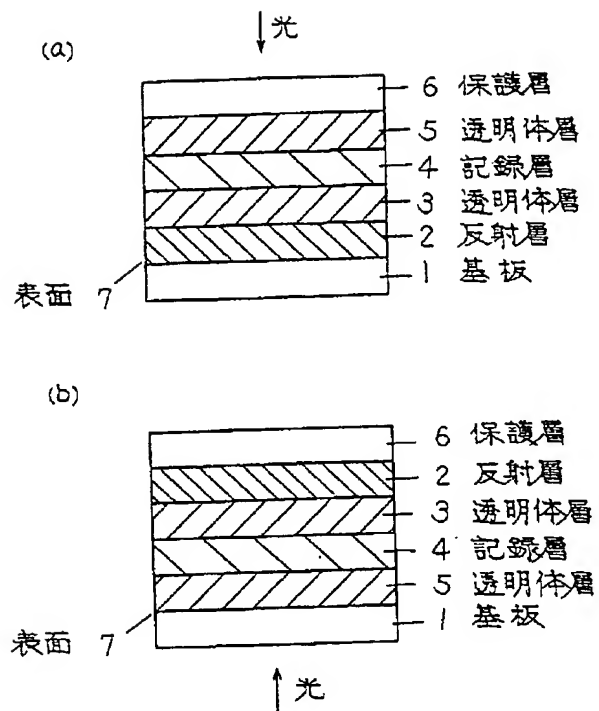 光
(a)
6 保護層
5 透明体層
4 記録層
3 透明体層
2 反射層
1 基板
表面 7
(b)
6 保護層
2 反射層
3 透明体層
4 記録層
5 透明体層
1 基板
表面 7
光